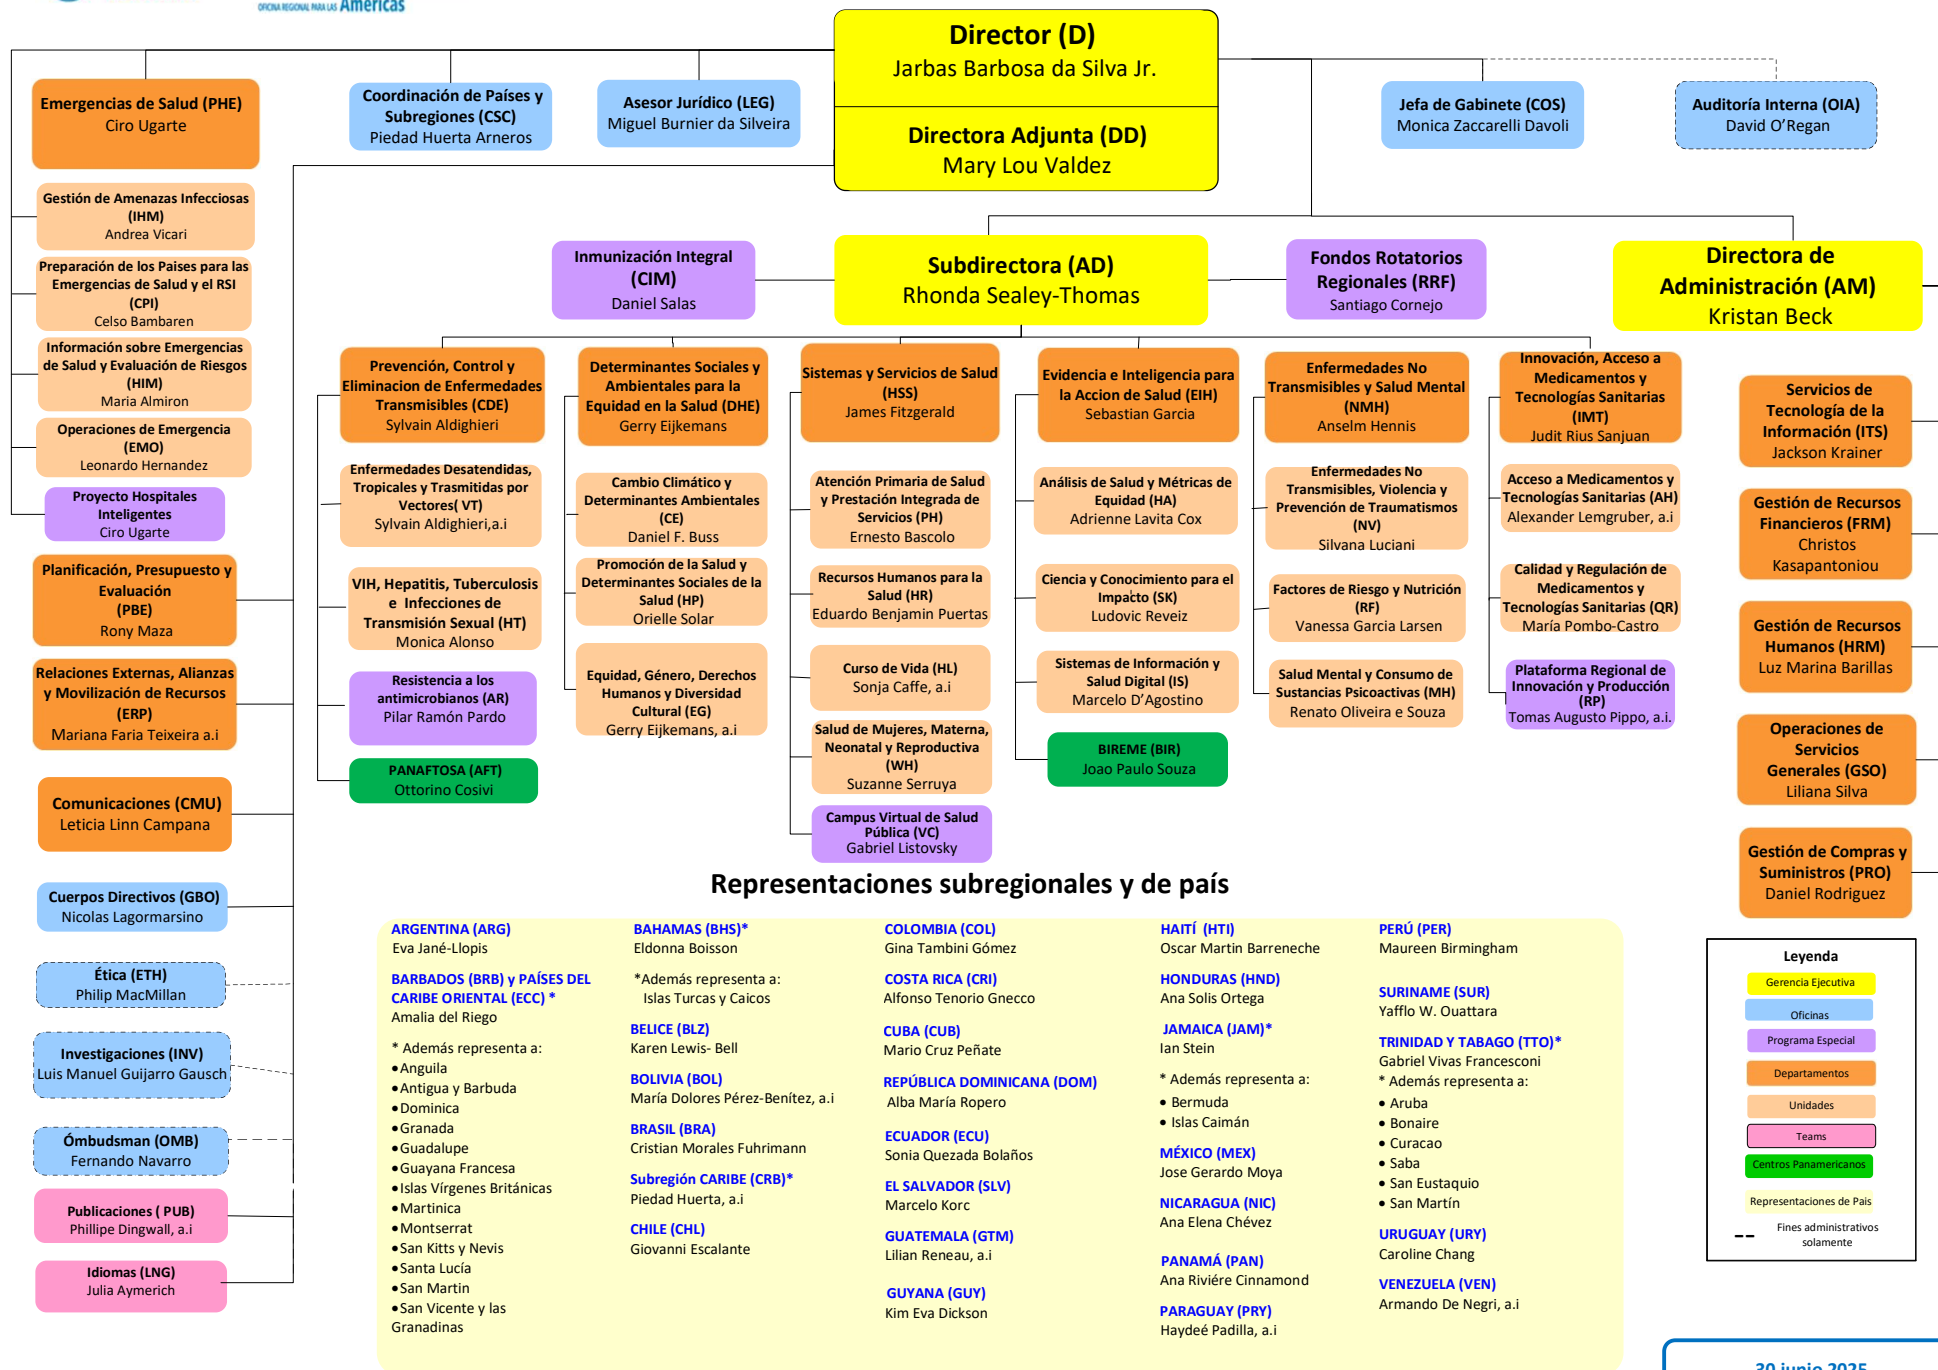 OFICINA REGIONAL PARA LAS Américas
Director (D)
Jarbas Barbosa da Silva Jr.
Directora Adjunta (DD)
Mary Lou Valdez
Emergencias de Salud (PHE)
Ciro Ugarte
Coordinación de Países y
Subregiones (CSC)
Piedad Huerta Arneros
Asesor Jurídico (LEG)
Miguel Burnier da Silveira
Jefa de Gabinete (COS)
Monica Zaccarelli Davoli
Auditoría Interna (OIA)
David O’Regan
Gestión de Amenazas Infecciosas
(IHM)
Andrea Vicari
Preparación de los Paises para las
Emergencias de Salud y el RSI
(CPI)
Celso Bambaren
Información sobre Emergencias
de Salud y Evaluación de Riesgos
(HIM)
Maria Almiron
Operaciones de Emergencia
(EMO)
Leonardo Hernandez
Proyecto Hospitales
Inteligentes
Ciro Ugarte
Planificación, Presupuesto y
Evaluación
(PBE)
Rony Maza
Relaciones Externas, Alianzas
y Movilización de Recursos
(ERP)
Mariana Faria Teixeira a.i
Comunicaciones (CMU)
Leticia Linn Campana
Cuerpos Directivos (GBO)
Nicolas Lagormarsino
Ética (ETH)
Philip MacMillan
Investigaciones (INV)
Luis Manuel Guijarro Gausch
Ómbudsman (OMB)
Fernando Navarro
Publicaciones ( PUB)
Phillipe Dingwall, a.i
Idiomas (LNG)
Julia Aymerich
Inmunización Integral
(CIM)
Daniel Salas
Subdirectora (AD)
Rhonda Sealey-Thomas
Fondos Rotatorios
Regionales (RRF)
Santiago Cornejo
Directora de
Administración (AM)
Kristan Beck
Prevención, Control y
Eliminacion de Enfermedades
Transmisibles (CDE)
Sylvain Aldighieri
Enfermedades Desatendidas,
Tropicales y Trasmitidas por
Vectores( VT)
Sylvain Aldighieri,a.i
VIH, Hepatitis, Tuberculosis
e Infecciones de
Transmisión Sexual (HT)
Monica Alonso
Resistencia a los
antimicrobianos (AR)
Pilar Ramón Pardo
PANAFTOSA (AFT)
Ottorino Cosivi
Determinantes Sociales y
Ambientales para la
Equidad en la Salud (DHE)
Gerry Eijkemans
Cambio Climático y
Determinantes Ambientales
(CE)
Daniel F. Buss
Promoción de la Salud y
Determinantes Sociales de la
Salud (HP)
Orielle Solar
Equidad, Género, Derechos
Humanos y Diversidad
Cultural (EG)
Gerry Eijkemans, a.i
Sistemas y Servicios de Salud
(HSS)
James Fitzgerald
Atención Primaria de Salud
y Prestación Integrada de
Servicios (PH)
Ernesto Bascolo
Recursos Humanos para la
Salud (HR)
Eduardo Benjamin Puertas
Curso de Vida (HL)
Sonja Caffe, a.i
Salud de Mujeres, Materna,
Neonatal y Reproductiva
(WH)
Suzanne Serruya
Campus Virtual de Salud
Pública (VC)
Gabriel Listovsky
Evidencia e Inteligencia para
la Accion de Salud (EIH)
Sebastian Garcia
Análisis de Salud y Métricas de
Equidad (HA)
Adrienne Lavita Cox
Ciencia y Conocimiento para el
Impacto (SK)
Ludovic Reveiz
Sistemas de Información y
Salud Digital (IS)
Marcelo D’Agostino
BIREME (BIR)
Joao Paulo Souza
Enfermedades No
Transmisibles y Salud Mental
(NMH)
Anselm Hennis
Enfermedades No
Transmisibles, Violencia y
Prevención de Traumatismos
(NV)
Silvana Luciani
Factores de Riesgo y Nutrición
(RF)
Vanessa Garcia Larsen
Salud Mental y Consumo de
Sustancias Psicoactivas (MH)
Renato Oliveira e Souza
Innovación, Acceso a
Medicamentos y
Tecnologías Sanitarias
(IMT)
Judit Rius Sanjuan
Acceso a Medicamentos y
Tecnologías Sanitarias (AH)
Alexander Lemgruber, a.i
Calidad y Regulación de
Medicamentos y
Tecnologías Sanitarias (QR)
María Pombo-Castro
Plataforma Regional de
Innovación y Producción
(RP)
Tomas Augusto Pippo, a.i.
Servicios de
Tecnología de la
Información (ITS)
Jackson Krainer
Gestión de Recursos
Financieros (FRM)
Christos
Kasapantoniou
Gestión de Recursos
Humanos (HRM)
Luz Marina Barillas
Operaciones de
Servicios
Generales (GSO)
Liliana Silva
Gestión de Compras y
Suministros (PRO)
Daniel Rodriguez
Representaciones subregionales y de país
ARGENTINA (ARG)
Eva Jané-Llopis
BARBADOS (BRB) y PAÍSES DEL
CARIBE ORIENTAL (ECC) *
Amalia del Riego
* Además representa a:
•Anguila
•Antigua y Barbuda
•Dominica
•Granada
•Guadalupe
•Guayana Francesa
•Islas Vírgenes Británicas
•Martinica
•Montserrat
•San Kitts y Nevis
•Santa Lucía
•San Martin
•San Vicente y las
Granadinas
BAHAMAS (BHS)*
Eldonna Boisson
*Además representa a:
Islas Turcas y Caicos
BELICE (BLZ)
Karen Lewis- Bell
BOLIVIA (BOL)
María Dolores Pérez-Benítez, a.i
BRASIL (BRA)
Cristian Morales Fuhrimann
Subregión CARIBE (CRB)*
Piedad Huerta, a.i
CHILE (CHL)
Giovanni Escalante
COLOMBIA (COL)
Gina Tambini Gómez
COSTA RICA (CRI)
Alfonso Tenorio Gnecco
CUBA (CUB)
Mario Cruz Peñate
REPÚBLICA DOMINICANA (DOM)
Alba María Ropero
ECUADOR (ECU)
Sonia Quezada Bolaños
EL SALVADOR (SLV)
Marcelo Korc
GUATEMALA (GTM)
Lilian Reneau, a.i
GUYANA (GUY)
Kim Eva Dickson
HAITÍ (HTI)
Oscar Martin Barreneche
HONDURAS (HND)
Ana Solis Ortega
JAMAICA (JAM)*
Ian Stein
* Además representa a:
• Bermuda
• Islas Caimán
MÉXICO (MEX)
Jose Gerardo Moya
NICARAGUA (NIC)
Ana Elena Chévez
PANAMÁ (PAN)
Ana Riviére Cinnamond
PARAGUAY (PRY)
Haydeé Padilla, a.i
PERÚ (PER)
Maureen Birmingham
SURINAME (SUR)
Yafflo W. Ouattara
TRINIDAD Y TABAGO (TTO)*
Gabriel Vivas Francesconi
* Además representa a:
• Aruba
• Bonaire
• Curacao
• Saba
• San Eustaquio
• San Martín
URUGUAY (URY)
Caroline Chang
VENEZUELA (VEN)
Armando De Negri, a.i
Leyenda
Gerencia Ejecutiva
Oficinas
Programa Especial
Departamentos
Unidades
Teams
Centros Panamericanos
Representaciones de Pais
Fines administrativos
solamente
30 junio 2025